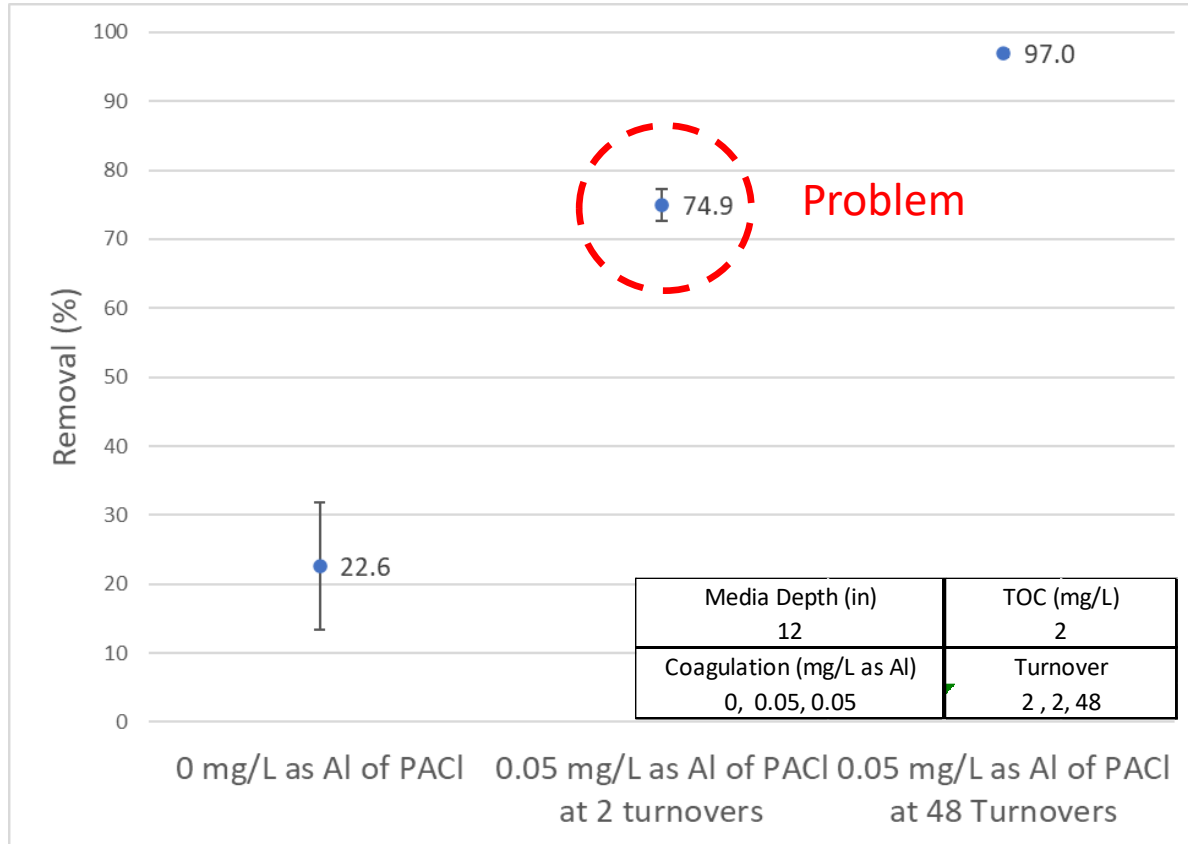 100
90
80
70
60
50
40
30
20
10
0
Removal (%)
97.0
74.9
Problem
22.6
Media Depth (in)
12
TOC (mg/L)
2
Coagulation (mg/L as Al)
0, 0.05, 0.05
Turnover
2 , 2, 48
0 mg/L as Al of PACl
0.05 mg/L as Al of PACl
at 2 turnovers
0.05 mg/L as Al of PACl
at 48 Turnovers